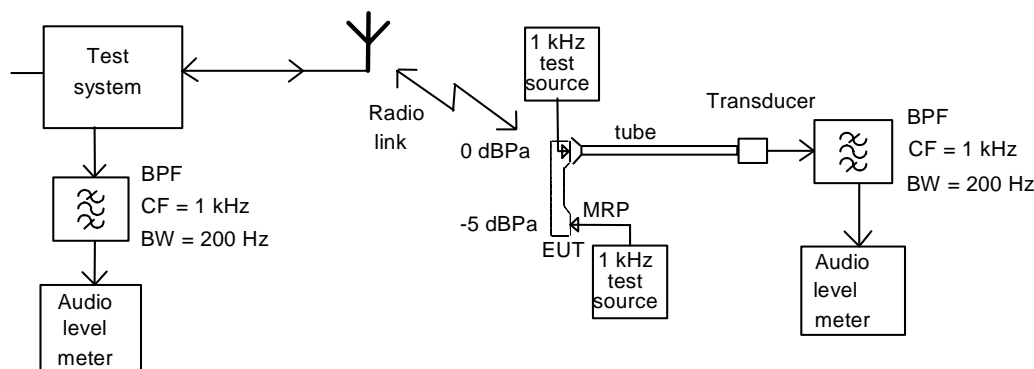 Test
system
BPF
CF = 1 kHz
BW = 200 Hz
Audio
level
meter
Radio
link
1 kHz
test
source
0 dBPa
-5 dBPa
EUT
MRP
1 kHz
test
source
tube
Transducer
BPF
CF = 1 kHz
BW = 200 Hz
Audio
level
meter